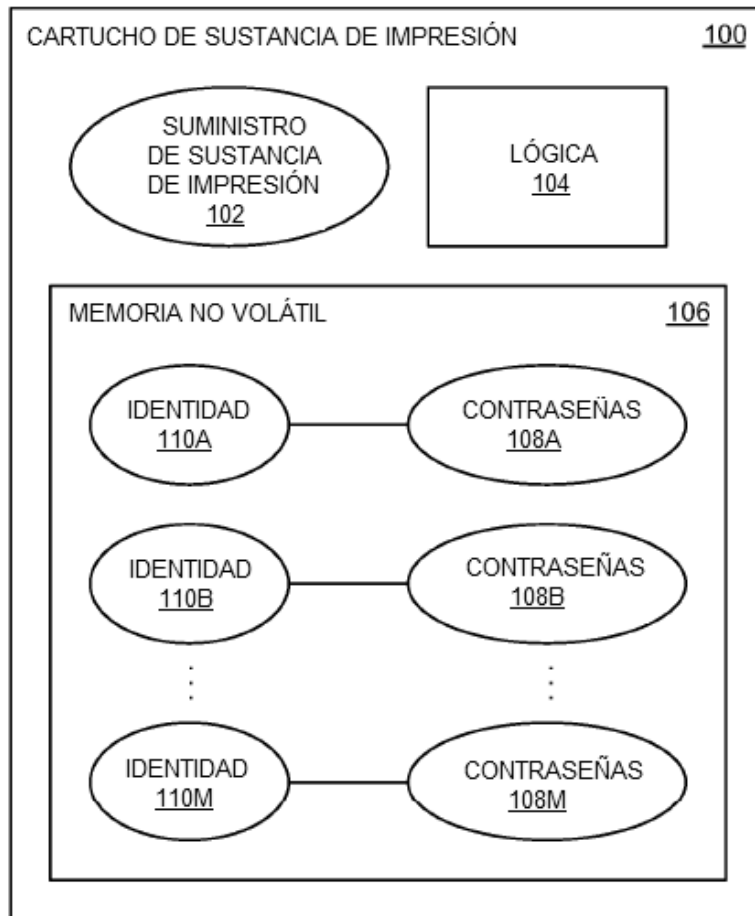 CARTUCHO DE SUSTANCIA DE IMPRESIÓN 100
SUMINISTRO
DE SUSTANCIA
DE IMPRESIÓN
102
LÓGICA
104
MEMORIA NO VOLÁTIL 106
IDENTIDAD
110A
CONTRASEÑAS
108A
IDENTIDAD
110B
CONTRASEÑAS
108B
IDENTIDAD
110M
CONTRASEÑAS
108M